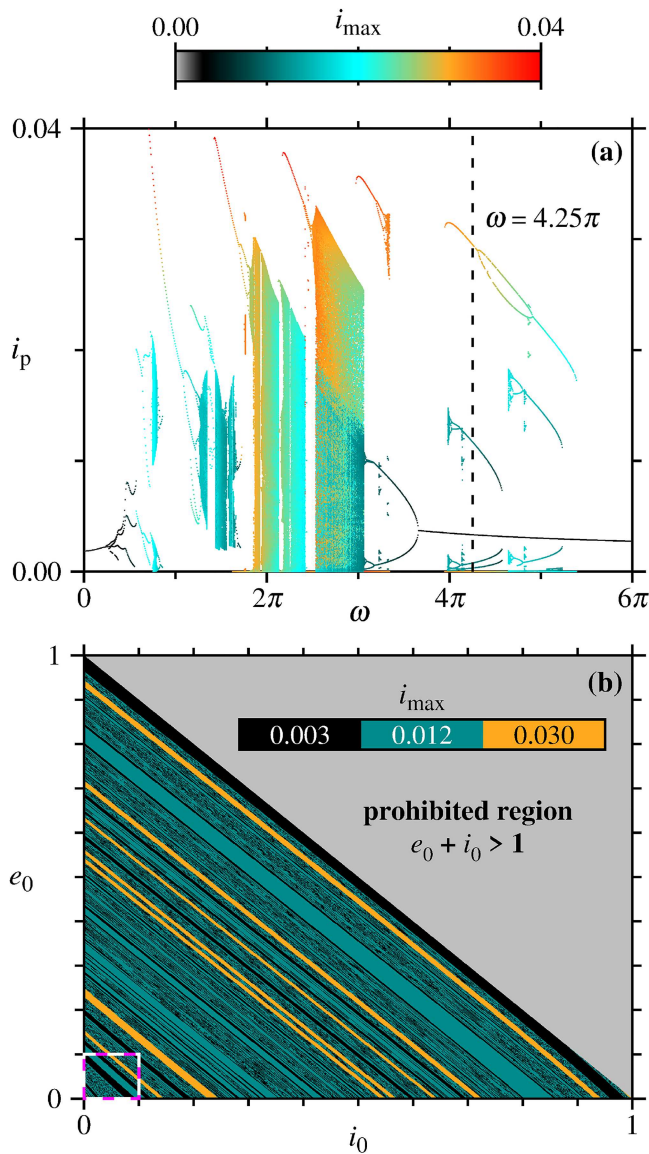 i_max
0.00 0.04
0.04 (a)
ω = 4.25π
i_p
0.00
0 2π ω 4π 6π
1 (b)
i_max
0.003 0.012 0.030
prohibited region
e_0 + i_0 > 1
e_0
0
0 i_0 1